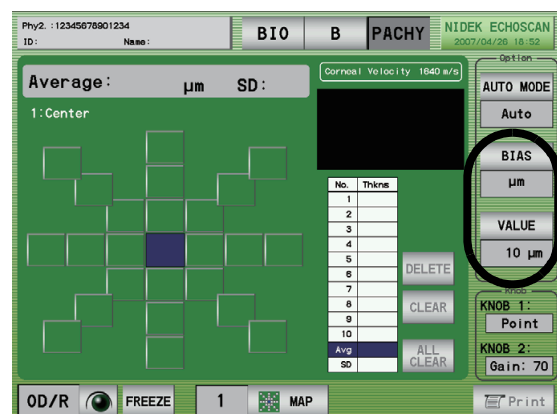 Phy2. :12345678901234
ID: Name:
BIO B PACHY
NIDEK ECHOSCAN
2007/04/26 18:52
Average: µm SD:
1:Center
Corneal Velocity 1640 m/s
No. Thkns
1
2
3
4
5
6
7
8
9
10
Avg
SD
DELETE
CLEAR
ALL
CLEAR
Option
AUTO MODE
Auto
BIAS
µm
VALUE
10 µm
Knob
KNOB 1:
Point
KNOB 2:
Gain: 70
OD/R FREEZE 1 MAP Print